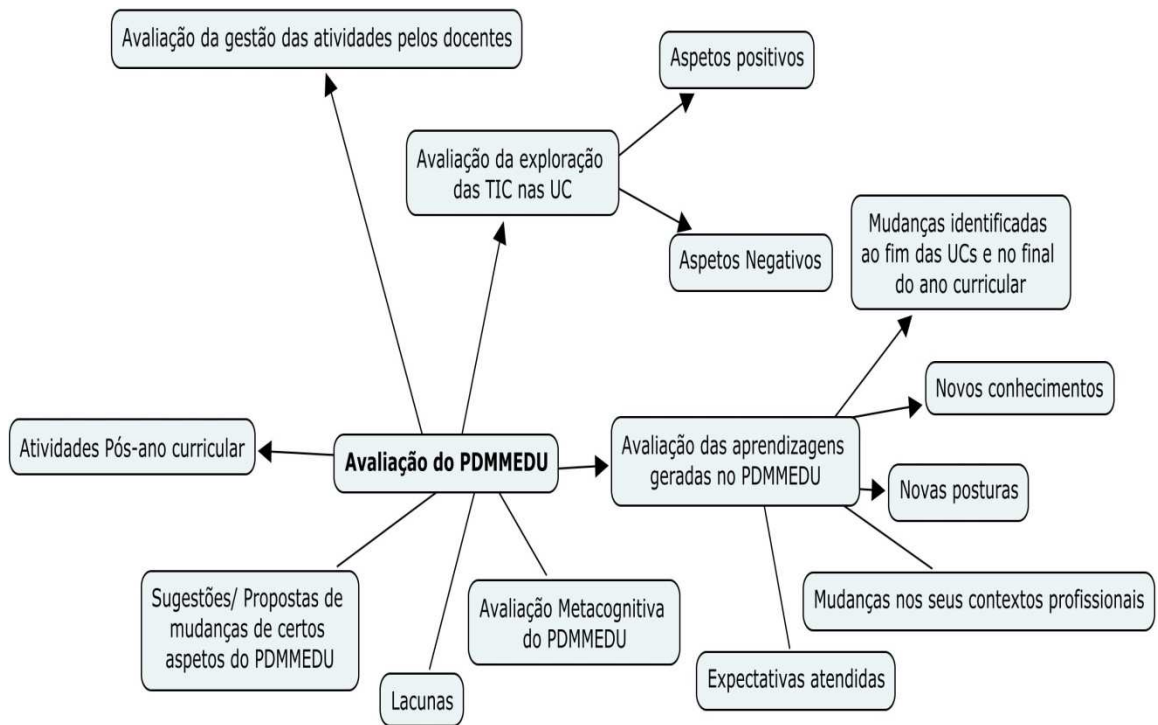 Avaliação da gestão das atividades pelos docentes
Aspetos positivos
Avaliação da exploração
das TIC nas UC
Aspetos Negativos
Mudanças identificadas
ao fim das UCs e no final
do ano curricular
Novos conhecimentos
Atividades Pós-ano curricular
Avaliação do PDMMEDU
Avaliação das aprendizagens
geradas no PDMMEDU
Novas posturas
Sugestões/ Propostas de
mudanças de certos
aspetos do PDMMEDU
Lacunas
Avaliação Metacognitiva
do PDMMEDU
Mudanças nos seus contextos profissionais
Expectativas atendidas